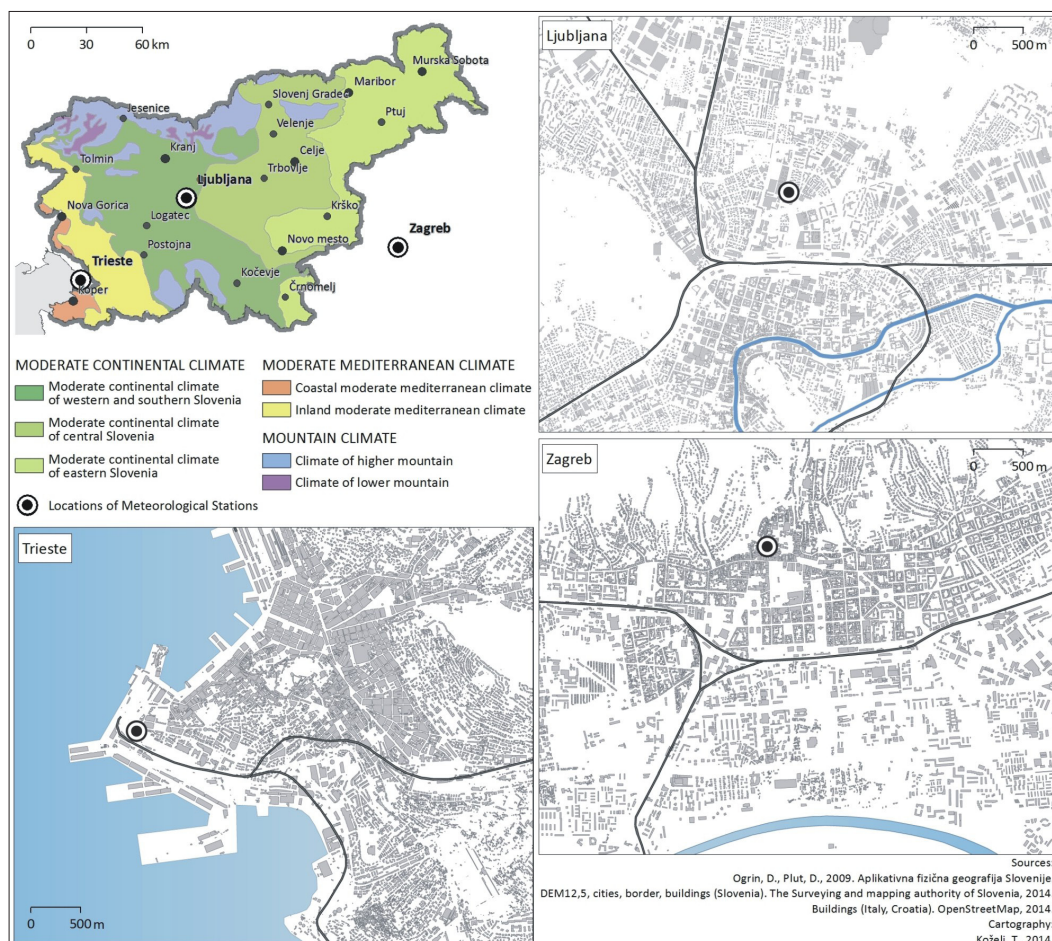 0 30 60 km
Murska Sobota
Maribor
Slovenj Gradec
Jesenice
Ptuj
Velenje
Kranj
Celje
Tolmin
Trbovlje
Ljubljana
Nova Gorica
Krško
Logatec
Zagreb
Novo mesto
Postojna
Trieste
Kočevje
Črnomelj
Koper
MODERATE CONTINENTAL CLIMATE
Moderate continental climate
of western and southern Slovenia
Moderate continental climate
of central Slovenia
Moderate continental climate
of eastern Slovenia
MODERATE MEDITERRANEAN CLIMATE
Coastal moderate mediterranean climate
Inland moderate mediterranean climate
MOUNTAIN CLIMATE
Climate of higher mountain
Climate of lower mountain
Locations of Meteorological Stations
Ljubljana
0 500 m
Trieste
0 500 m
Zagreb
0 500 m
Sources:
Ogrin, D., Plut, D., 2009. Aplikativna fizična geografija Slovenije
DEM12,5, cities, border, buildings (Slovenia). The Surveying and mapping authority of Slovenia, 2014
Buildings (Italy, Croatia). OpenStreetMap, 2014
Cartography:
Koželj, T., 2014